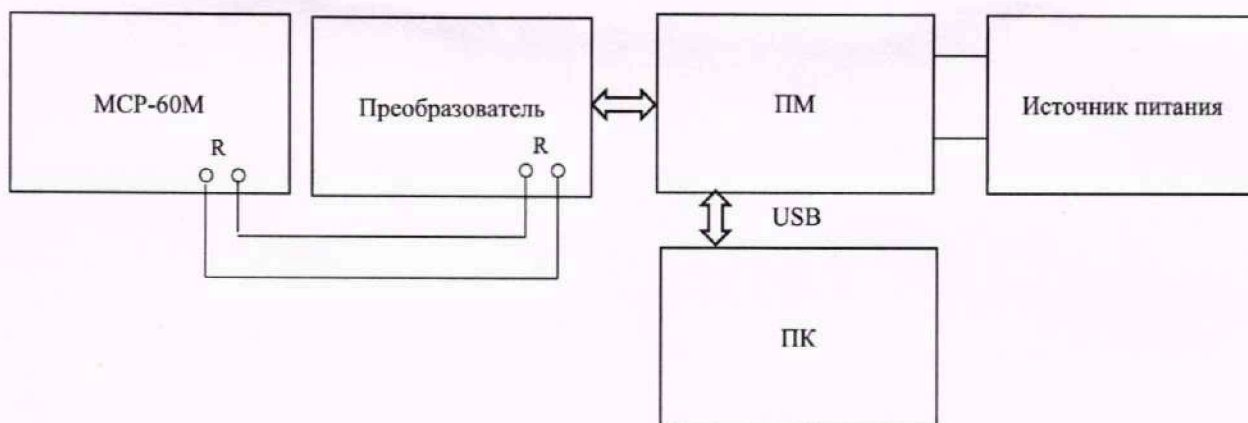 МСР-60М
R
Преобразователь
R
ПМ
Источник питания
USB
ПК